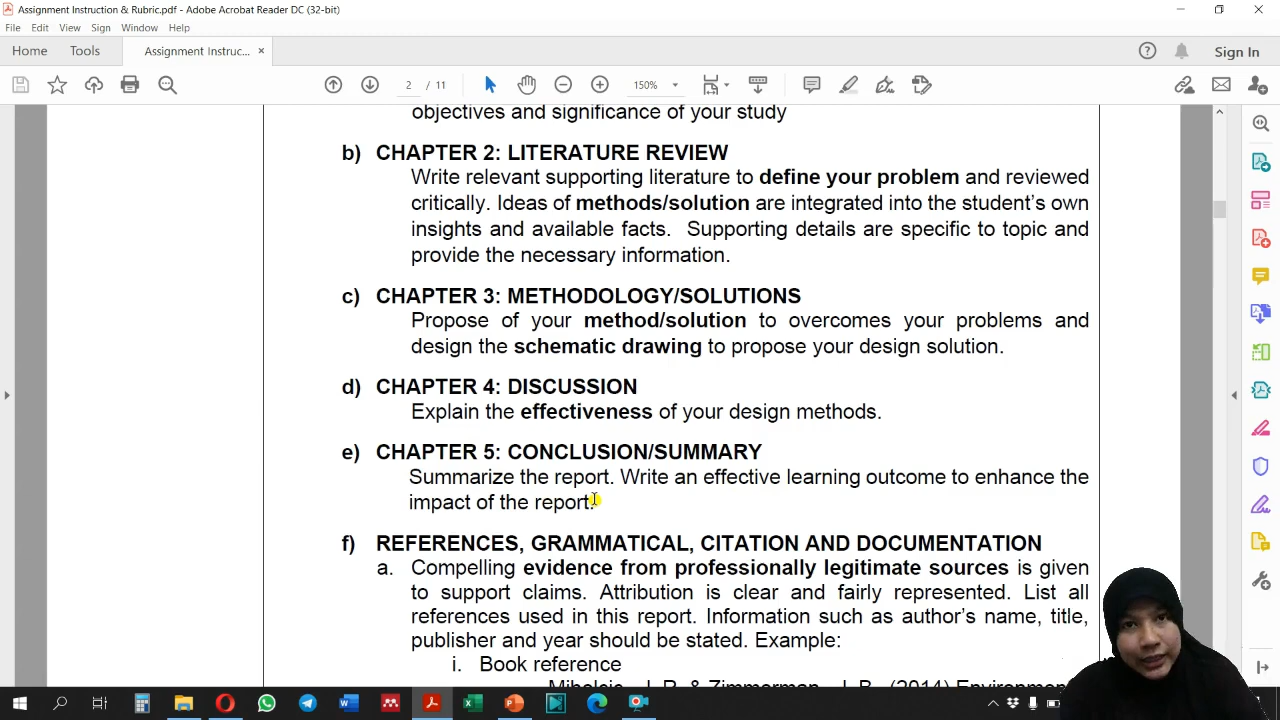 Assignment Instruction & Rubric.pdf - Adobe Acrobat Reader DC (32-bit)
File Edit View Sign Window Help
Home Tools Assignment Instruc... × Sign In
2 / 11 150%
objectives and significance of your study
b) CHAPTER 2: LITERATURE REVIEW
Write relevant supporting literature to define your problem and reviewed
critically. Ideas of methods/solution are integrated into the student's own
insights and available facts. Supporting details are specific to topic and
provide the necessary information.
c) CHAPTER 3: METHODOLOGY/SOLUTIONS
Propose of your method/solution to overcomes your problems and
design the schematic drawing to propose your design solution.
d) CHAPTER 4: DISCUSSION
Explain the effectiveness of your design methods.
e) CHAPTER 5: CONCLUSION/SUMMARY
Summarize the report. Write an effective learning outcome to enhance the
impact of the report.
f) REFERENCES, GRAMMATICAL, CITATION AND DOCUMENTATION
a. Compelling evidence from professionally legitimate sources is given
to support claims. Attribution is clear and fairly represented. List all
references used in this report. Information such as author's name, title,
publisher and year should be stated. Example:
i. Book reference
Mihelcic, J. R. & Zimmerman, J. B. (2014) Environmen